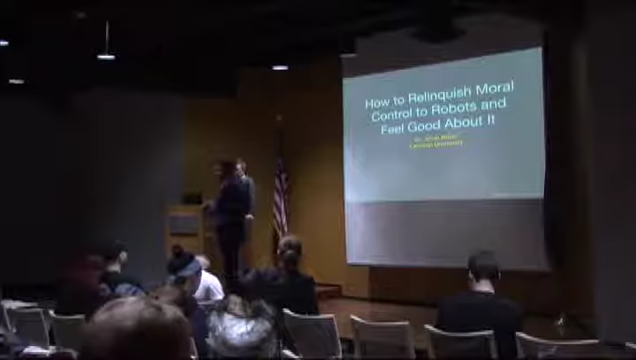 How to Relinquish Moral
Control to Robots and
Feel Good About It